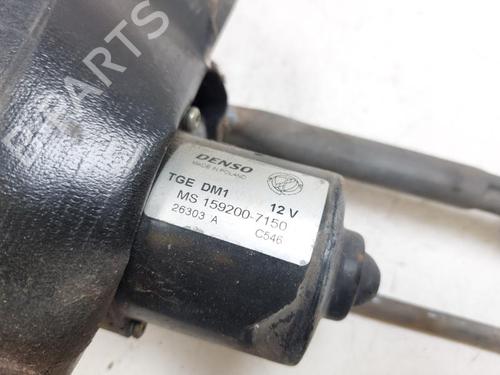 B-PARTS
DENSO
MADE IN POLAND
TGE DM1 12 V
MS 159200-7150
26303 A C546